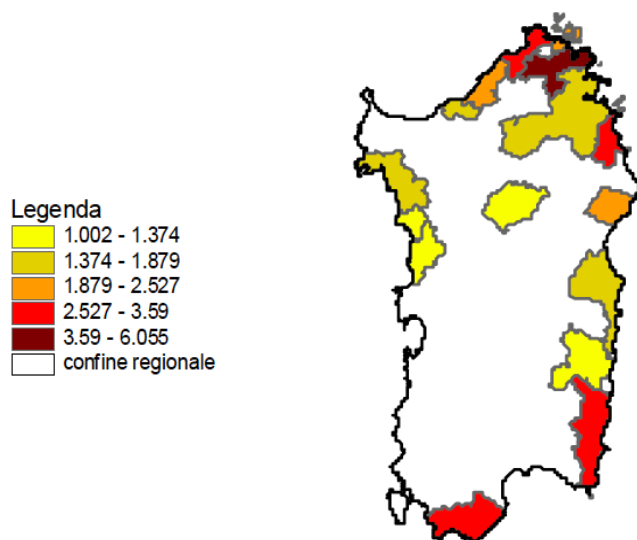 Legenda
1.002 - 1.374
1.374 - 1.879
1.879 - 2.527
2.527 - 3.59
3.59 - 6.055
confine regionale